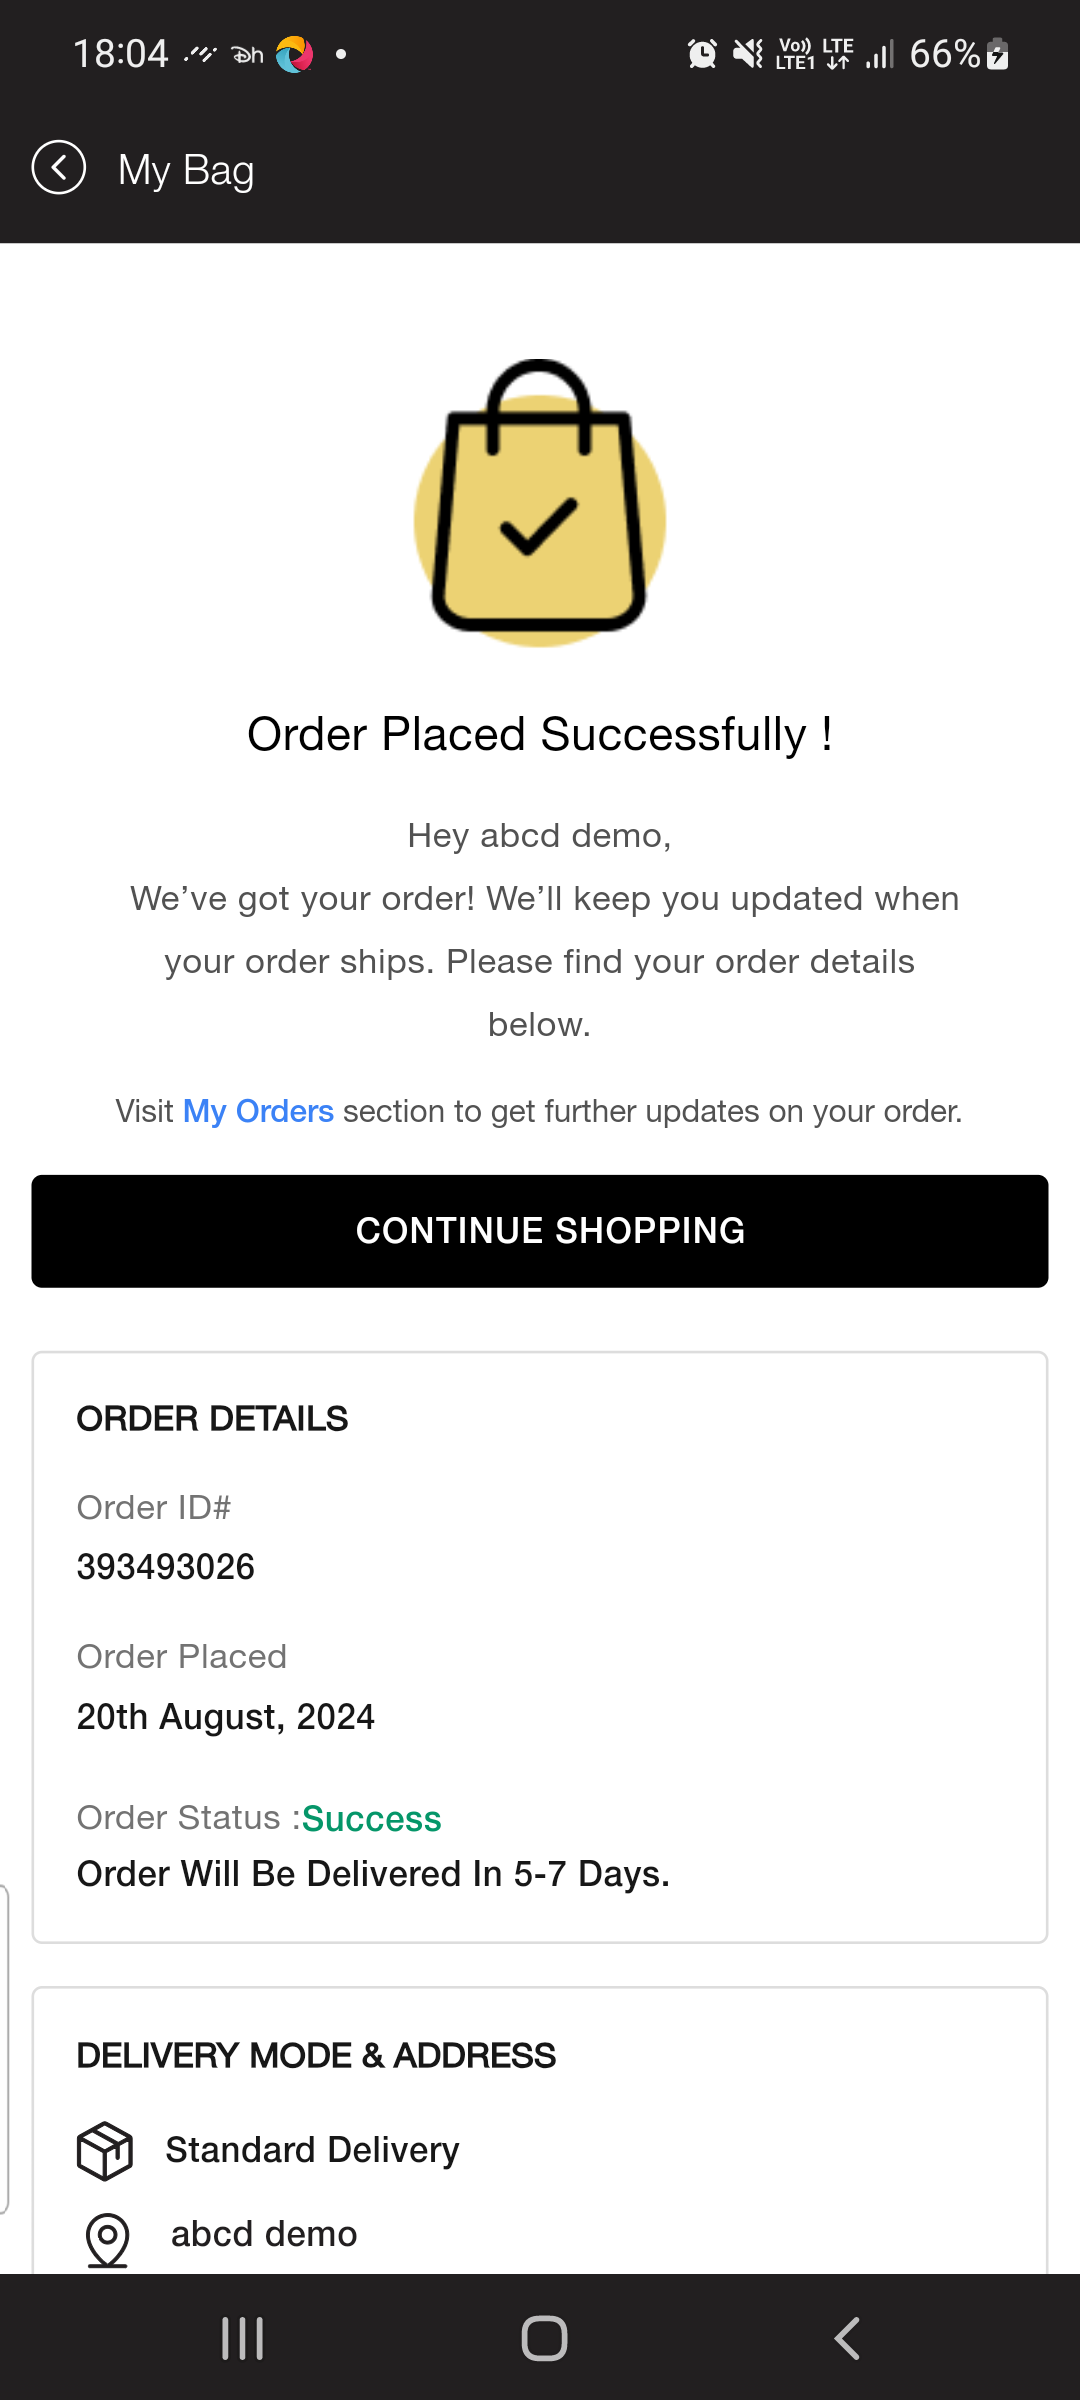 18:04 Dh Vo)) LTE
LTE1 66%
My Bag
Order Placed Successfully !
Hey abcd demo,
We’ve got your order! We’ll keep you updated when
your order ships. Please find your order details
below.
Visit My Orders section to get further updates on your order.
CONTINUE SHOPPING
ORDER DETAILS
Order ID#
393493026
Order Placed
20th August, 2024
Order Status :Success
Order Will Be Delivered In 5-7 Days.
DELIVERY MODE & ADDRESS
Standard Delivery
abcd demo